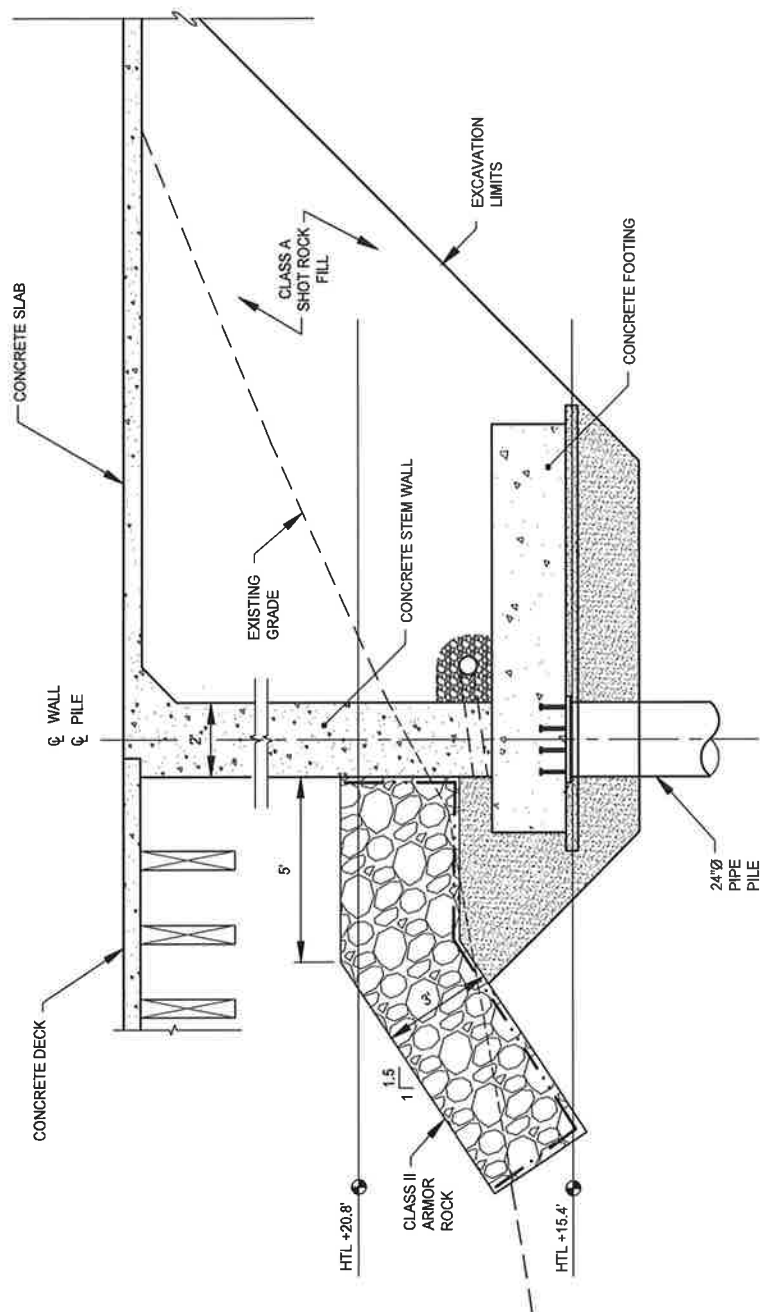 CONCRETE SLAB
CLASS A
SHOT ROCK
FILL
EXCAVATION
LIMITS
CONCRETE FOOTING
EXISTING
GRADE
CONCRETE STEM WALL
℄ WALL
℄ PILE
2'
5'
3'
1.5
1
CONCRETE DECK
24"Ø
PIPE
PILE
CLASS II
ARMOR
ROCK
HTL +20.8'
HTL +15.4'